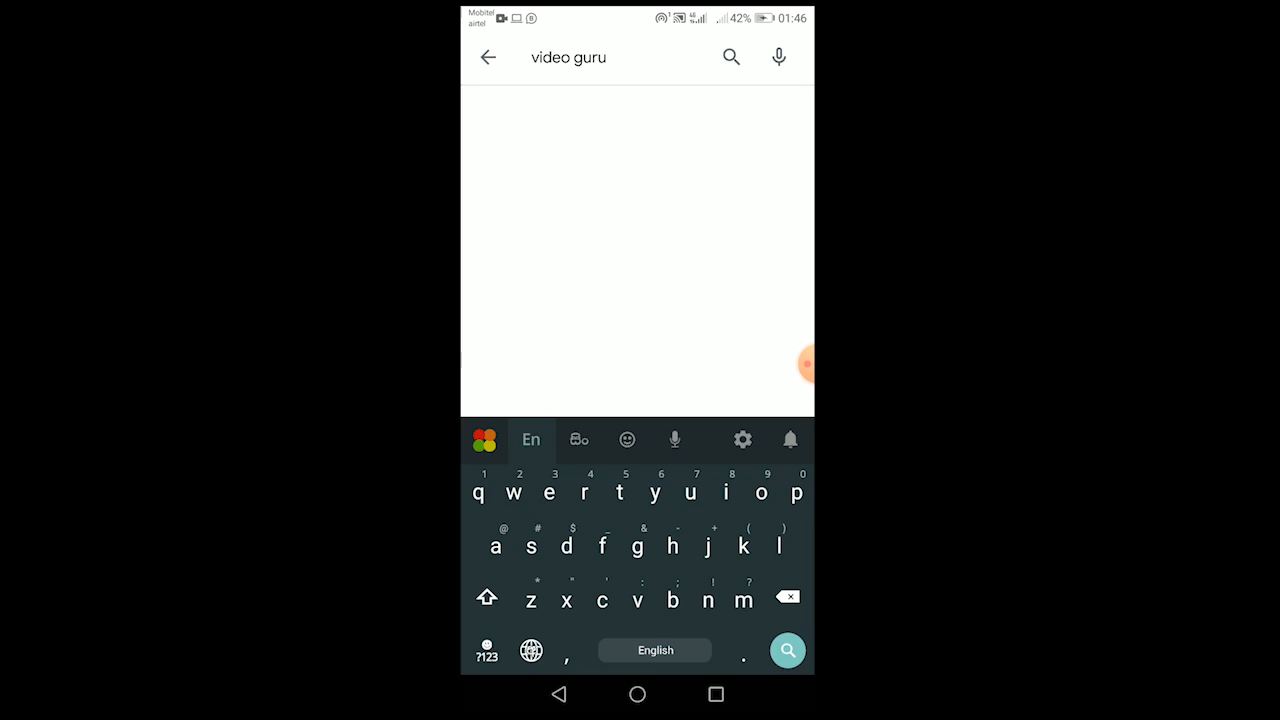 Mobitel
airtel
42% 01:46
video guru
En
1 2 3 4 5 6 7 8 9 0
q w e r t y u i o p
@ # $ _ & - + ( )
a s d f g h j k l
* " ' : ; ! ?
z x c v b n m
?123 , English .